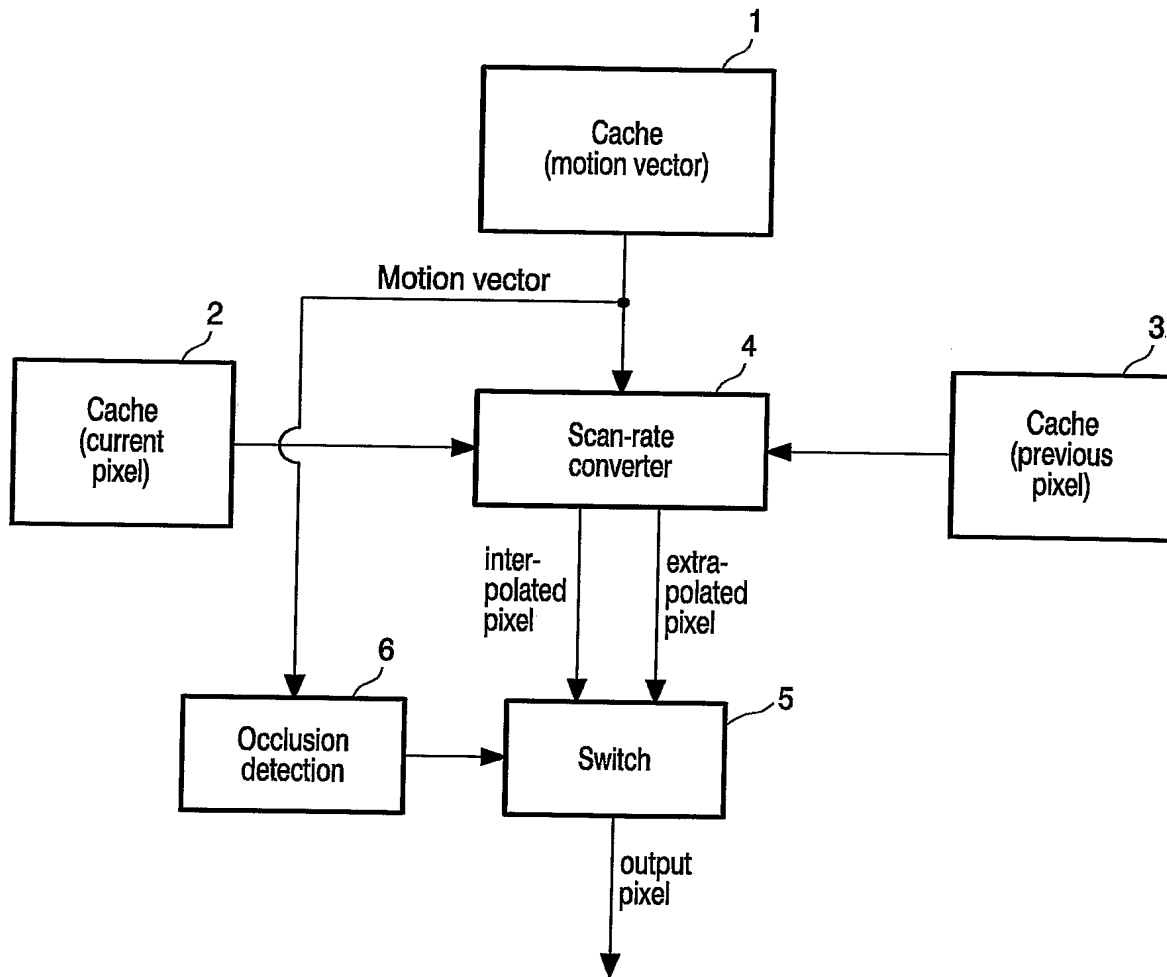 1
Cache
(motion vector)
Motion vector
2
Cache
(current
pixel)
4
Scan-rate
converter
3
Cache
(previous
pixel)
inter-
polated
pixel
extra-
polated
pixel
6
Occlusion
detection
5
Switch
output
pixel